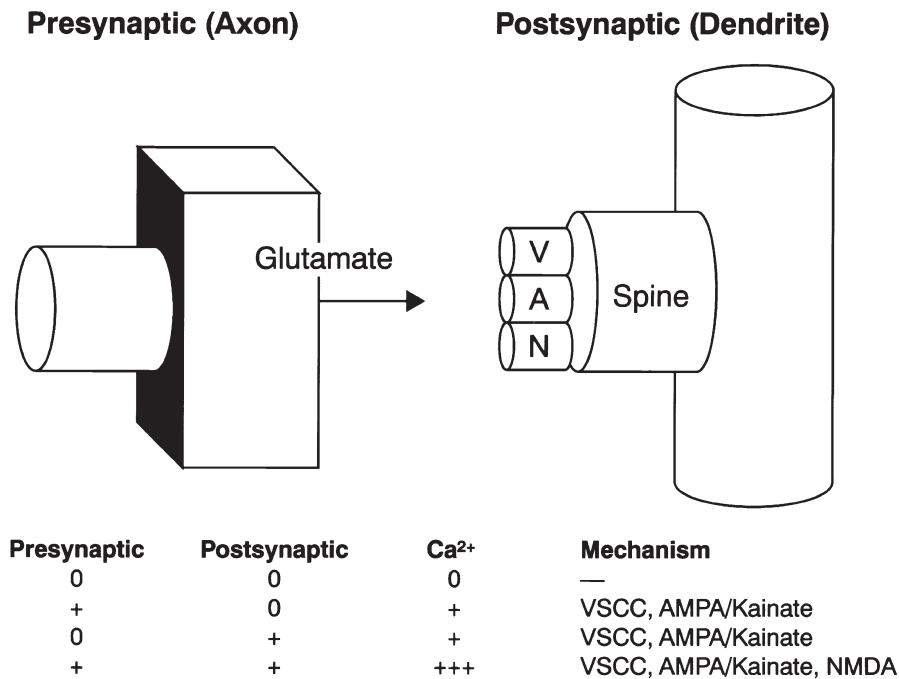 Presynaptic (Axon) Postsynaptic (Dendrite)
Glutamate
V
A
N
Spine
Presynaptic Postsynaptic Ca²⁺ Mechanism
0 0 0 —
+ 0 + VSCC, AMPA/Kainate
0 + + VSCC, AMPA/Kainate
+ + +++ VSCC, AMPA/Kainate, NMDA